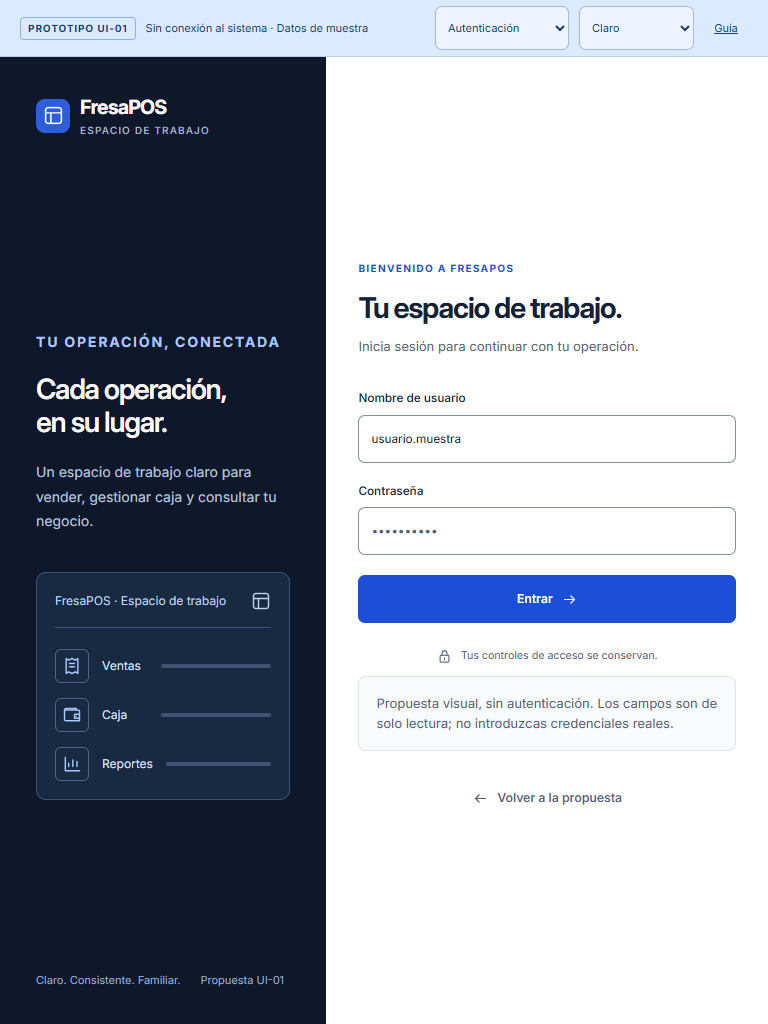 PROTOTIPO UI-01 Sin conexión al sistema · Datos de muestra Autenticación Claro Guía
FresaPOS
ESPACIO DE TRABAJO
TU OPERACIÓN, CONECTADA
Cada operación,
en su lugar.
Un espacio de trabajo claro para
vender, gestionar caja y consultar tu
negocio.
FresaPOS · Espacio de trabajo
Ventas
Caja
Reportes
Claro. Consistente. Familiar. Propuesta UI-01
BIENVENIDO A FRESAPOS
Tu espacio de trabajo.
Inicia sesión para continuar con tu operación.
Nombre de usuario
usuario.muestra
Contraseña
••••••••••
Entrar →
Tus controles de acceso se conservan.
Propuesta visual, sin autenticación. Los campos son de
solo lectura; no introduzcas credenciales reales.
← Volver a la propuesta